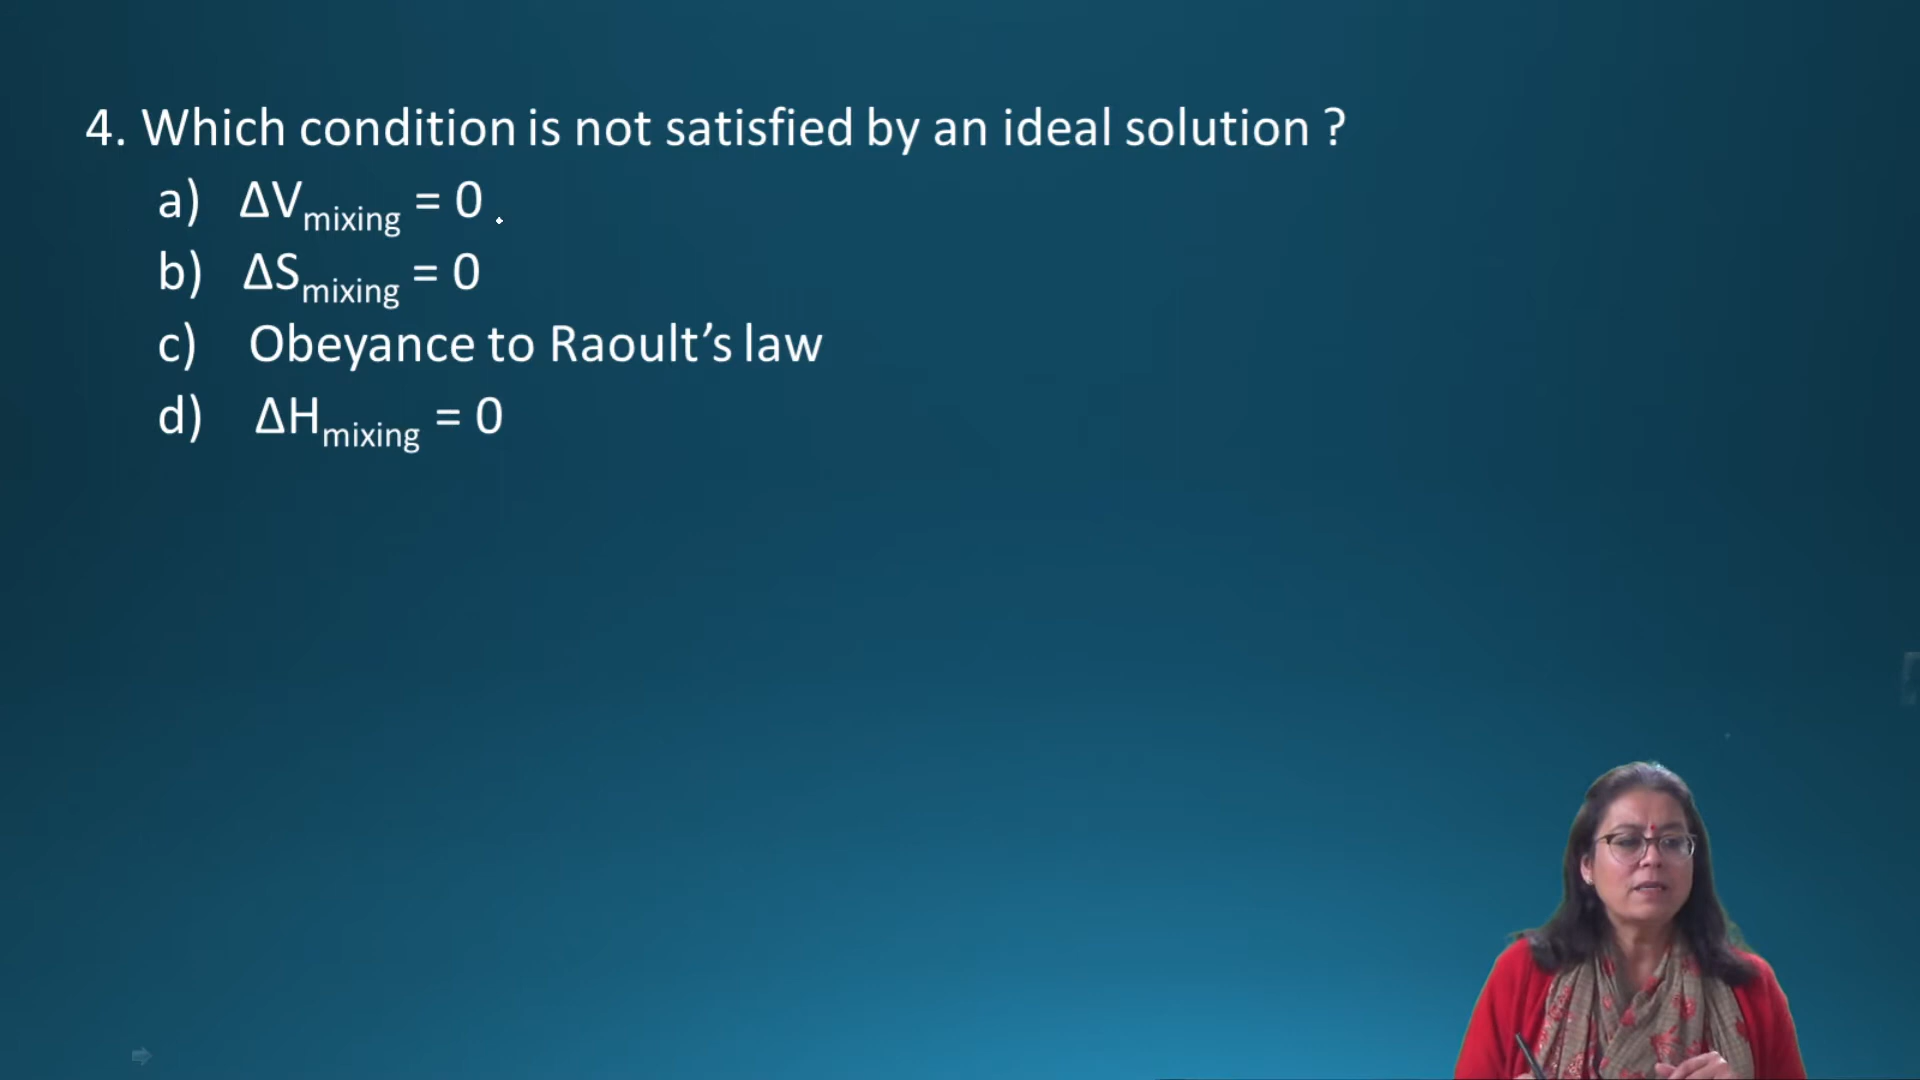 4. Which condition is not satisfied by an ideal solution ?
a) ΔVmixing = 0
b) ΔSmixing = 0
c) Obeyance to Raoult’s law
d) ΔHmixing = 0